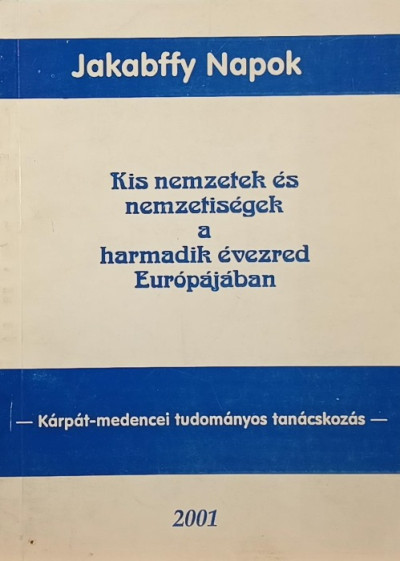 Jakabffy Napok
Kis nemzetek és
nemzetiségek
a
harmadik évezred
Európájában
— Kárpát-medencei tudományos tanácskozás —
2001